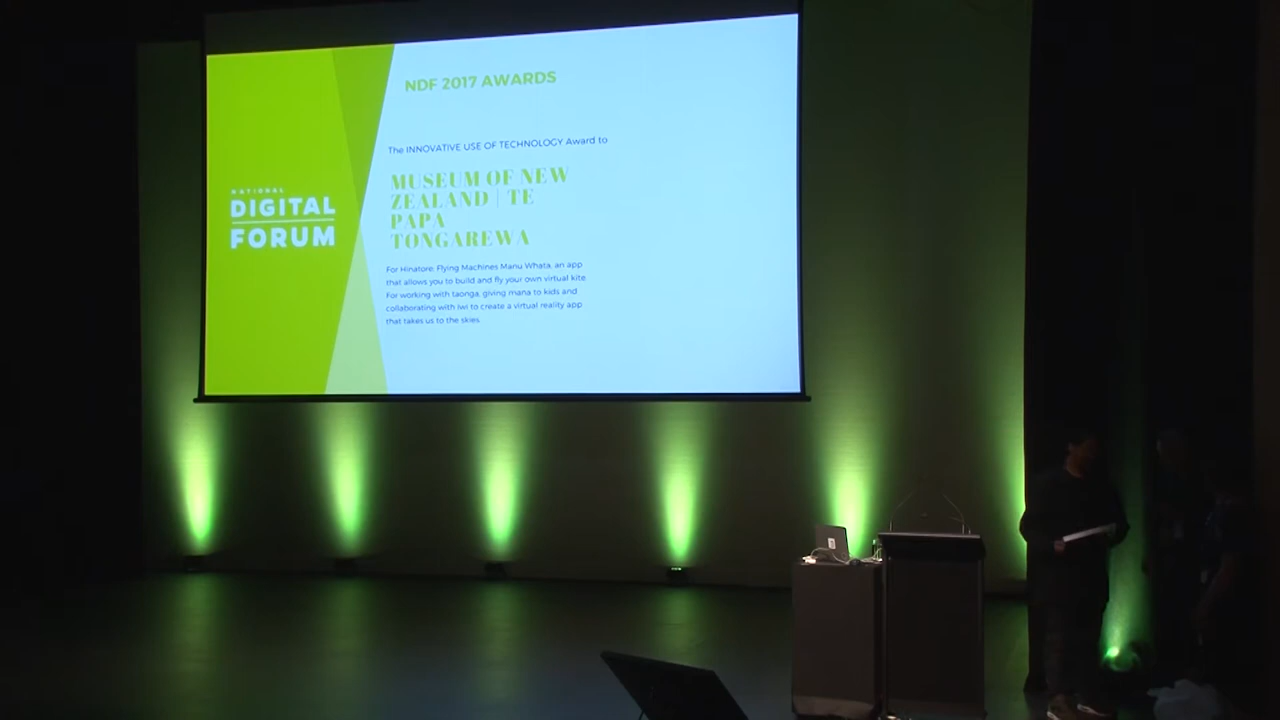 NDF 2017 AWARDS
The INNOVATIVE USE OF TECHNOLOGY Award to
NATIONAL
DIGITAL
FORUM
MUSEUM OF NEW
ZEALAND | TE
PAPA
TONGAREWA
For Hinatore: Flying Machines Manu Whata, an app
that allows you to build and fly your own virtual kite.
For working with taonga, giving mana to kids and
collaborating with iwi to create a virtual reality app
that takes us to the skies.